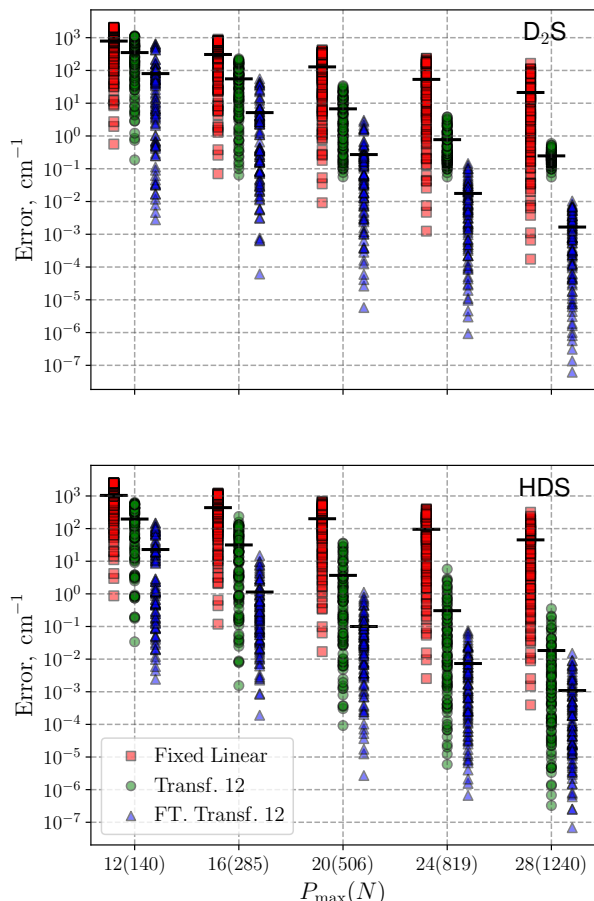 D₂S
Error, cm⁻¹
10³
10²
10¹
10⁰
10⁻¹
10⁻²
10⁻³
10⁻⁴
10⁻⁵
10⁻⁶
10⁻⁷
HDS
Error, cm⁻¹
10³
10²
10¹
10⁰
10⁻¹
10⁻²
10⁻³
10⁻⁴
10⁻⁵
10⁻⁶
10⁻⁷
Fixed Linear
Transf. 12
FT. Transf. 12
12(140) 16(285) 20(506) 24(819) 28(1240)
Pmax(N)